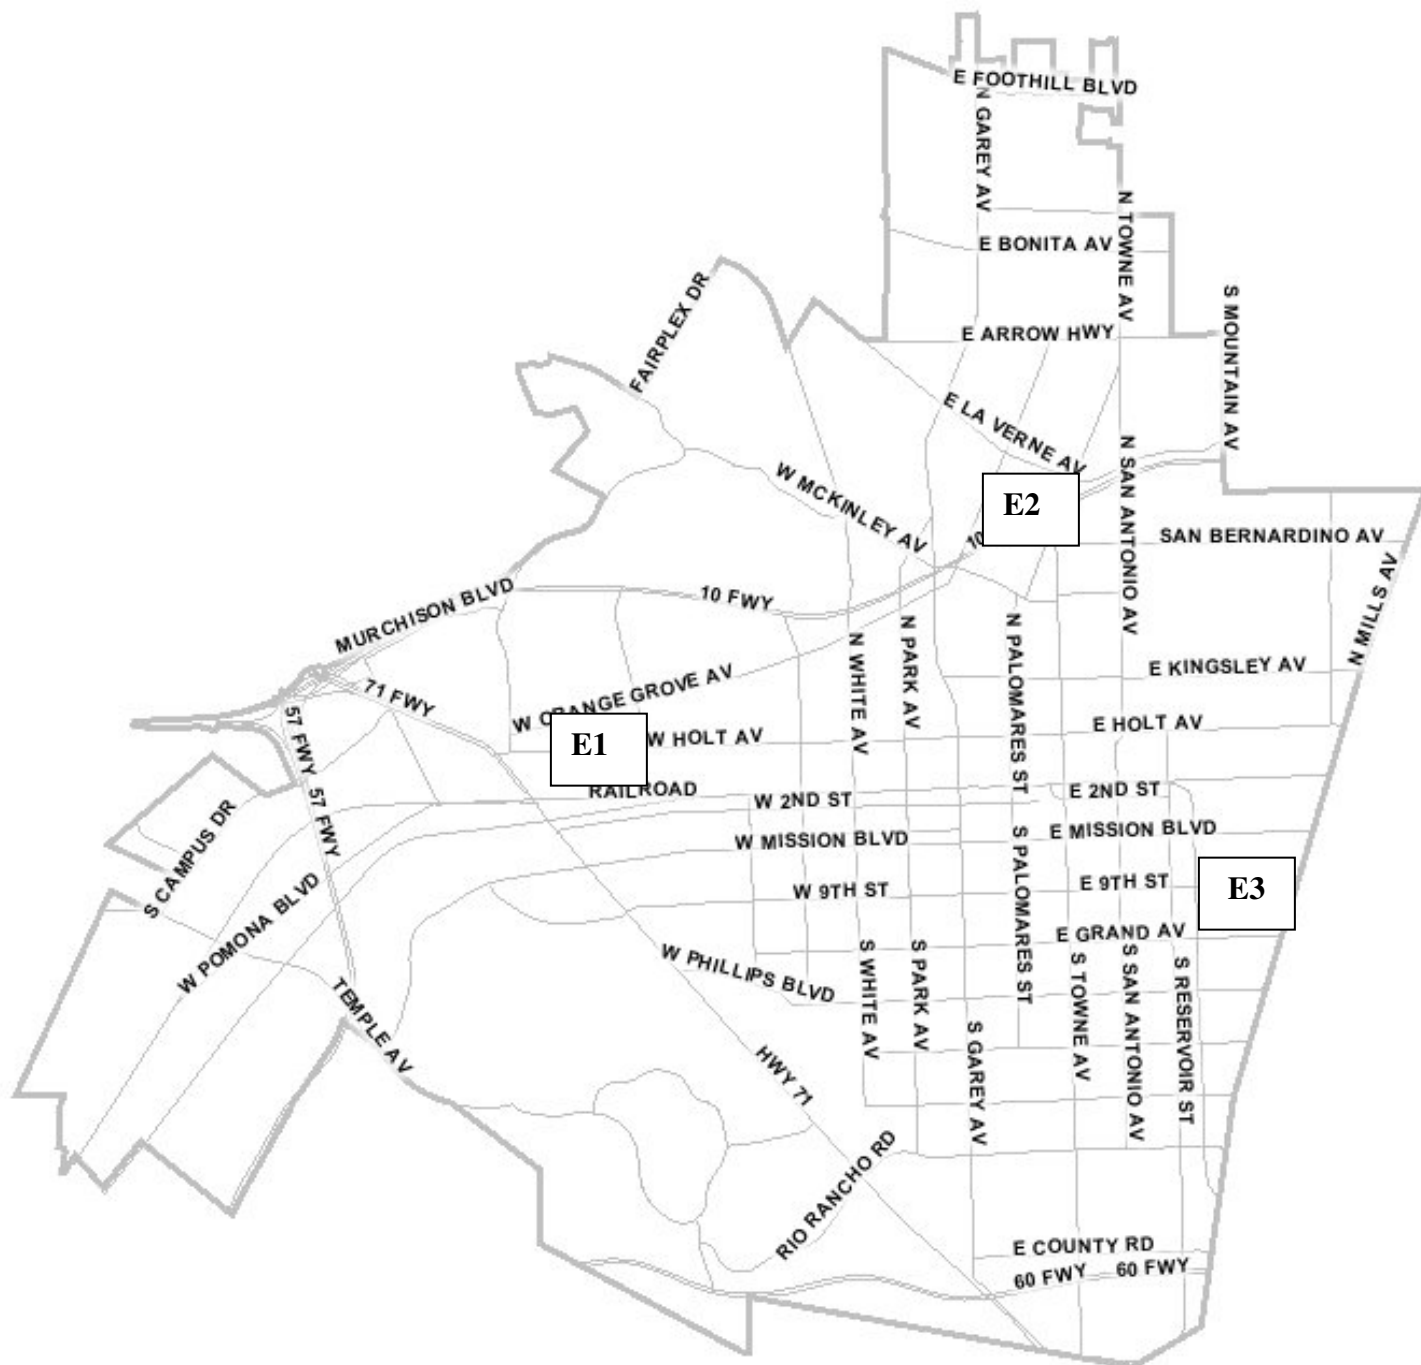 E FOOTHILL BLVD
N GAREY AV
N TOWNE AV
E BONITA AV
S MOUNTAIN AV
FAIRPLEX DR
E ARROW HWY
E LA VERNE AV
N SAN ANTONIO AV
W MCKINLEY AV
E2
10
SAN BERNARDINO AV
N MILLS AV
MURCHISON BLVD
10 FWY
N WHITE AV
N PARK AV
N PALOMARES ST
E KINGSLEY AV
71 FWY
W ORANGE GROVE AV
57 FWY
E1
W HOLT AV
E HOLT AV
RAILROAD
W 2ND ST
E 2ND ST
57 FWY
S CAMPUS DR
W MISSION BLVD
E MISSION BLVD
S PALOMARES ST
W POMONA BLVD
W 9TH ST
E 9TH ST
E3
E GRAND AV
W PHILLIPS BLVD
S WHITE AV
S PARK AV
S TOWNE AV
S SAN ANTONIO AV
S RESERVOIR ST
TEMPLE AV
S GAREY AV
HWY 71
RIO RANCHO RD
E COUNTY RD
60 FWY
60 FWY